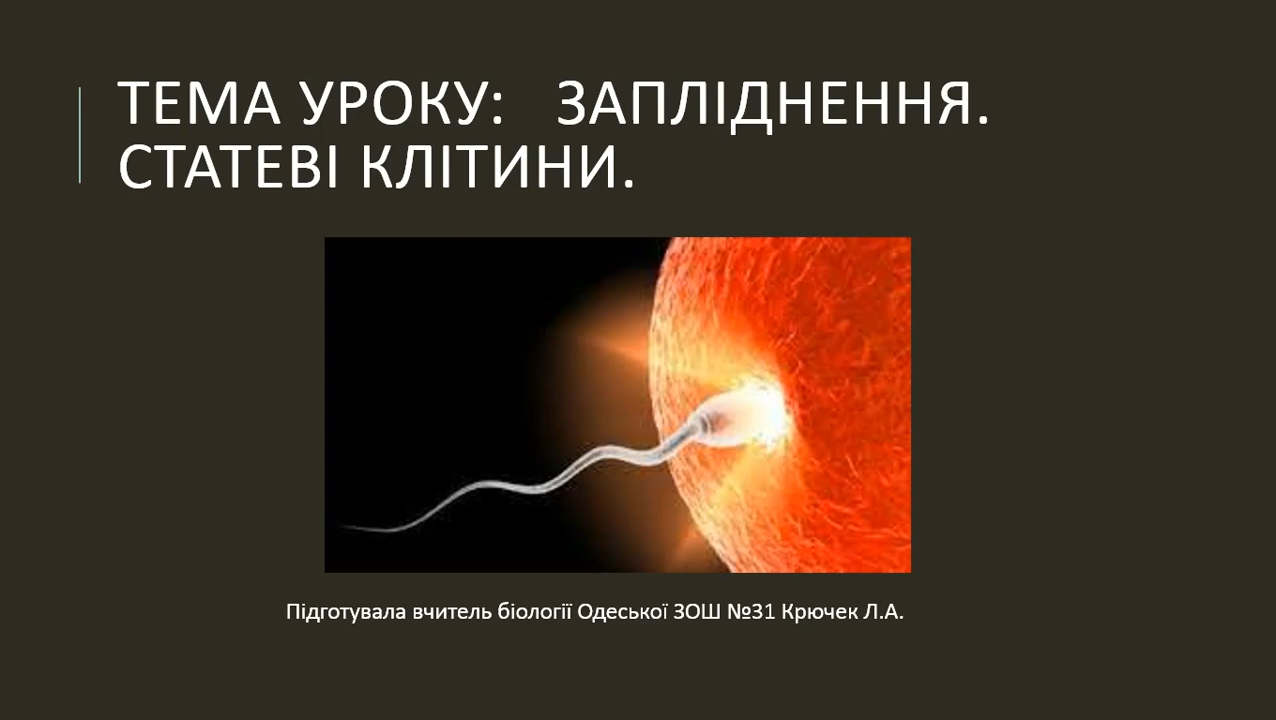 ТЕМА УРОКУ: ЗАПЛІДНЕННЯ.
СТАТЕВІ КЛІТИНИ.
Підготувала вчитель біології Одеської ЗОШ №31 Крючек Л.А.